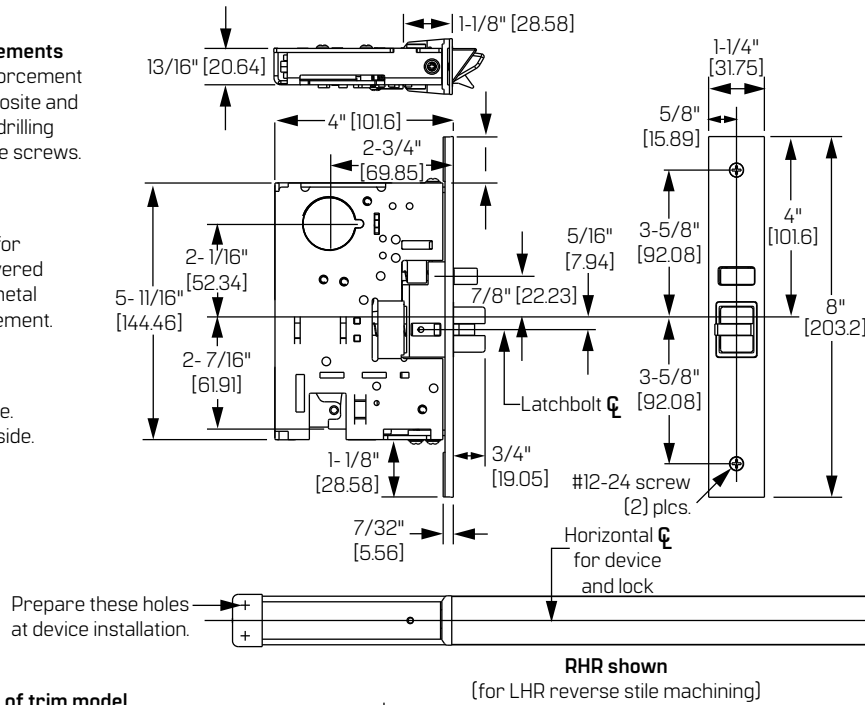 ements
orcement
osite and
drilling
e screws.
for
vered
metal
ement.
e.
side.
1-1/8" [28.58]
13/16" [20.64]
4" [101.6]
2-3/4"
[69.85]
2- 1/16"
[52.34]
5- 11/16"
[144.46]
2- 7/16"
[61.91]
5/16"
[7.94]
7/8" [22.23]
Latchbolt ℄
1- 1/8"
[28.58]
3/4"
[19.05]
7/32"
[5.56]
1-1/4"
[31.75]
5/8"
[15.89]
3-5/8"
[92.08]
4"
[101.6]
8"
[203.2]
3-5/8"
[92.08]
#12-24 screw
(2) plcs.
Horizontal ℄
for device
and lock
Prepare these holes
at device installation.
RHR shown
(for LHR reverse stile machining)
of trim model